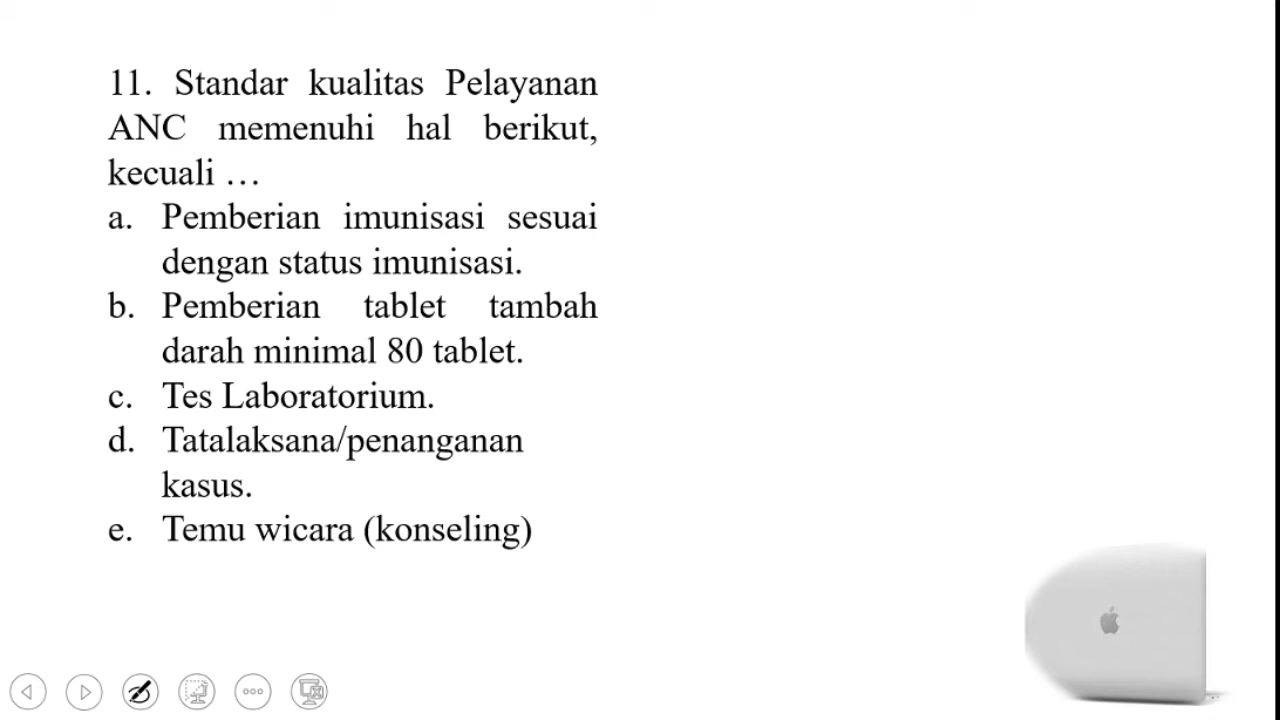 11. Standar kualitas Pelayanan
ANC memenuhi hal berikut,
kecuali …
a. Pemberian imunisasi sesuai
dengan status imunisasi.
b. Pemberian tablet tambah
darah minimal 80 tablet.
c. Tes Laboratorium.
d. Tatalaksana/penanganan
kasus.
e. Temu wicara (konseling)